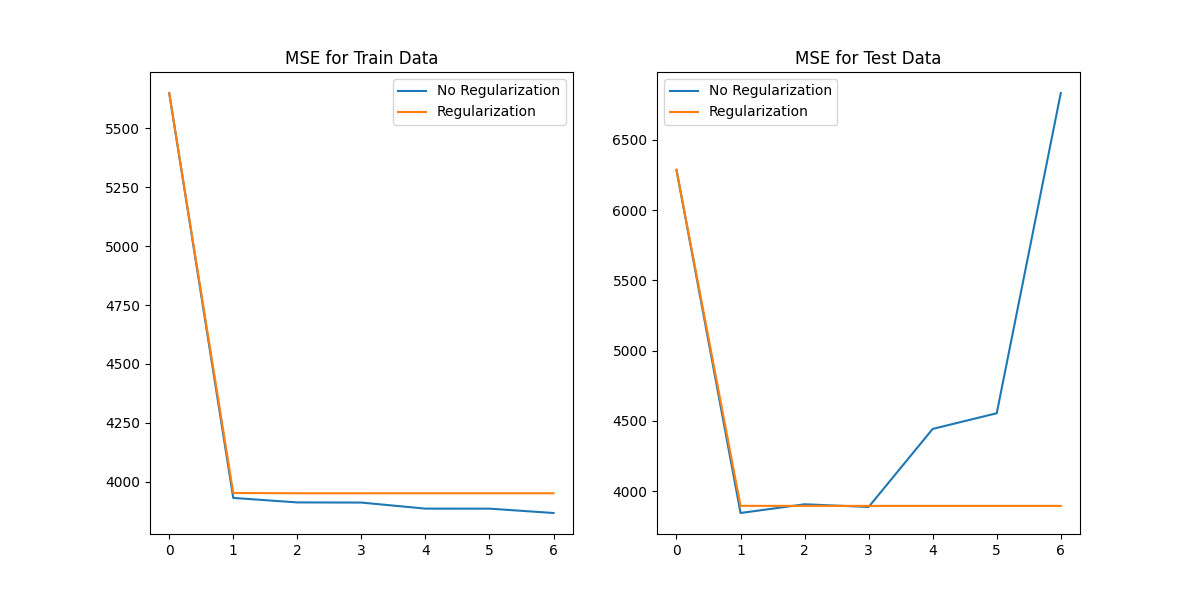 MSE for Train Data
No Regularization
Regularization
5500
5250
5000
4750
4500
4250
4000
0 1 2 3 4 5 6
MSE for Test Data
No Regularization
Regularization
6500
6000
5500
5000
4500
4000
0 1 2 3 4 5 6